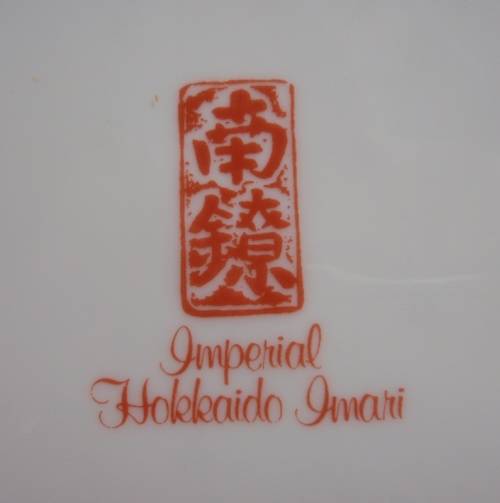 南
鐐
Imperial
Hokkaido Imari